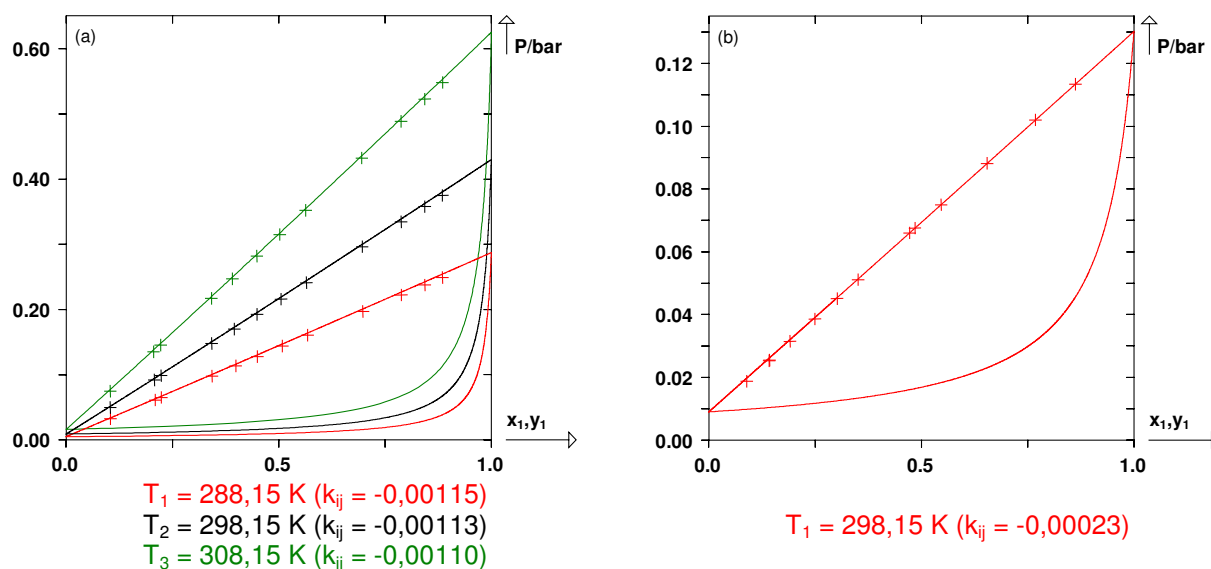 (a)
P/bar
0.60
0.40
0.20
0.00
x₁,y₁
0.0 0.5 1.0
T₁ = 288,15 K (kᵢⱼ = -0,00115)
T₂ = 298,15 K (kᵢⱼ = -0,00113)
T₃ = 308,15 K (kᵢⱼ = -0,00110)
(b)
P/bar
0.12
0.10
0.08
0.06
0.04
0.02
0.00
x₁,y₁
0.0 0.5 1.0
T₁ = 298,15 K (kᵢⱼ = -0,00023)